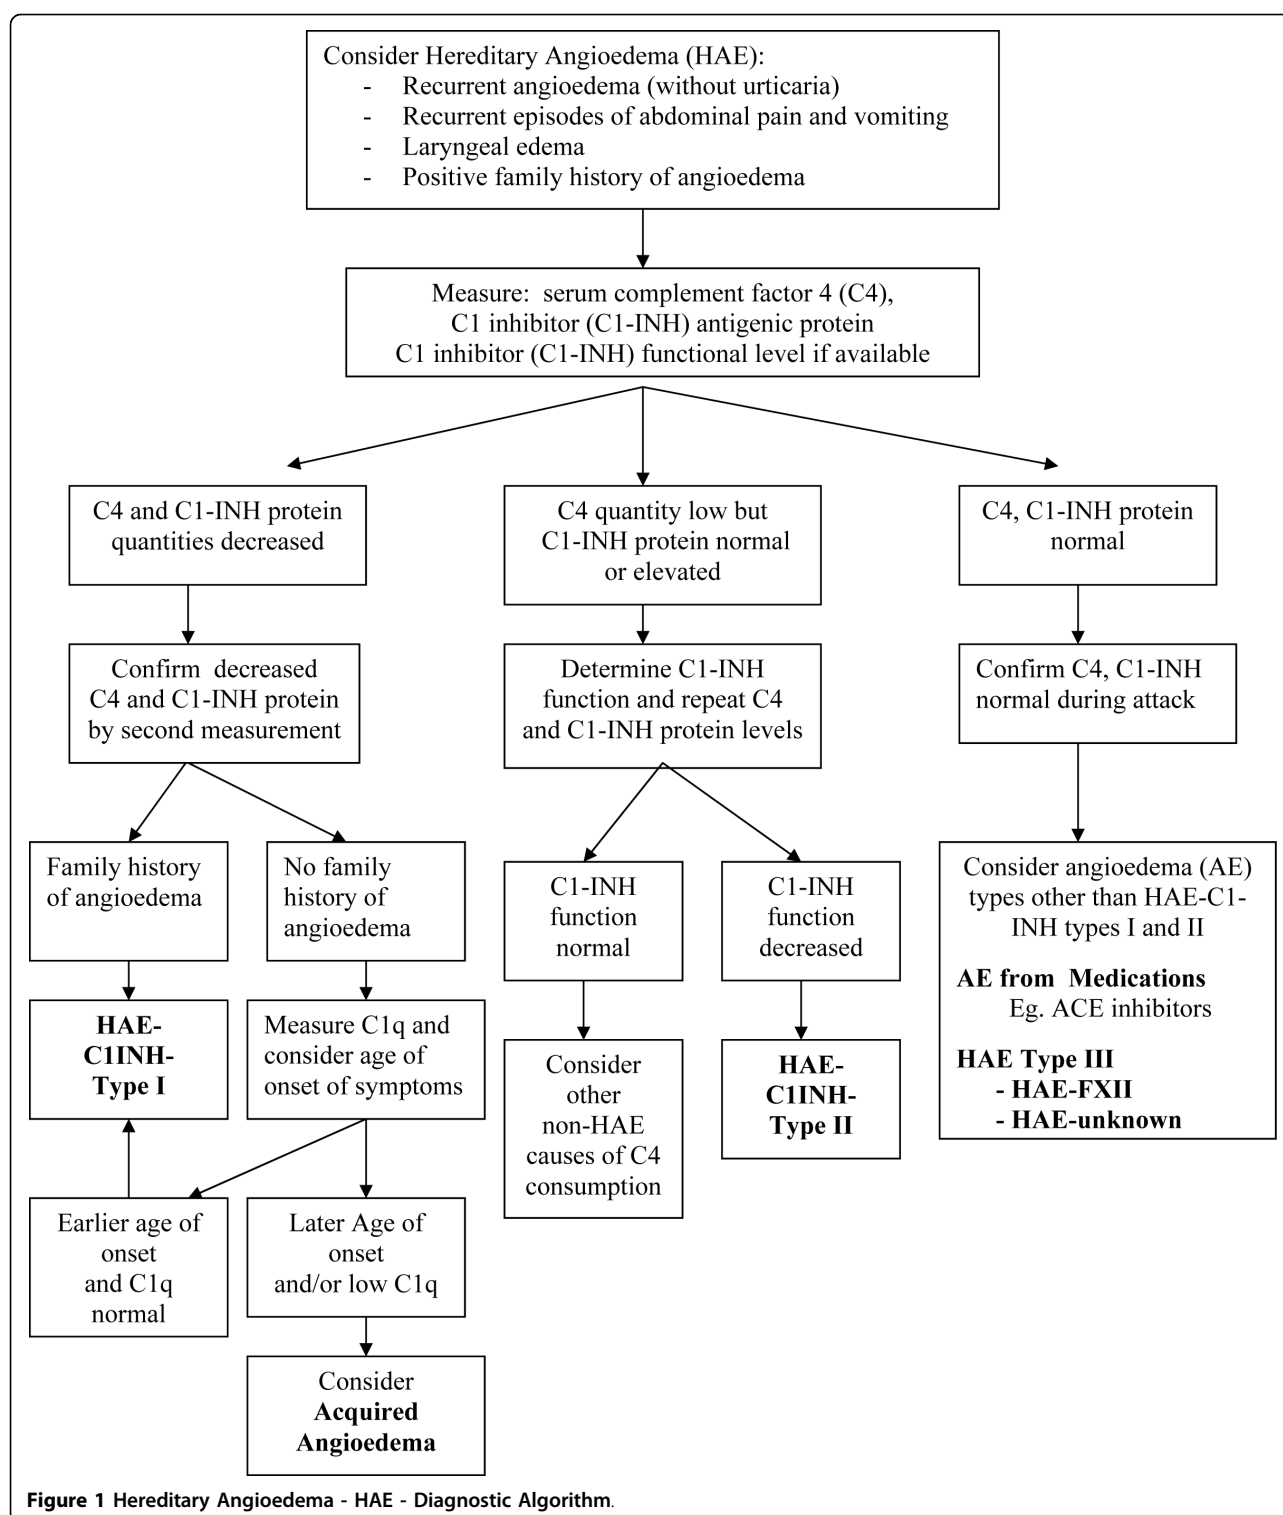 Consider Hereditary Angioedema (HAE):
- Recurrent angioedema (without urticaria)
- Recurrent episodes of abdominal pain and vomiting
- Laryngeal edema
- Positive family history of angioedema
Measure: serum complement factor 4 (C4),
C1 inhibitor (C1-INH) antigenic protein
C1 inhibitor (C1-INH) functional level if available
C4 and C1-INH protein
quantities decreased
C4 quantity low but
C1-INH protein normal
or elevated
C4, C1-INH protein
normal
Confirm decreased
C4 and C1-INH protein
by second measurement
Determine C1-INH
function and repeat C4
and C1-INH protein levels
Confirm C4, C1-INH
normal during attack
Family history
of angioedema
No family
history of
angioedema
C1-INH
function
normal
C1-INH
function
decreased
Consider angioedema (AE)
types other than HAE-C1-
INH types I and II
AE from Medications
Eg. ACE inhibitors
HAE Type III
- HAE-FXII
- HAE-unknown
HAE-
C1INH-
Type I
Measure C1q and
consider age of
onset of symptoms
Consider
other
non-HAE
causes of C4
consumption
HAE-
C1INH-
Type II
Earlier age of
onset
and C1q
normal
Later Age of
onset
and/or low C1q
Consider
Acquired
Angioedema
Figure 1 Hereditary Angioedema - HAE - Diagnostic Algorithm.